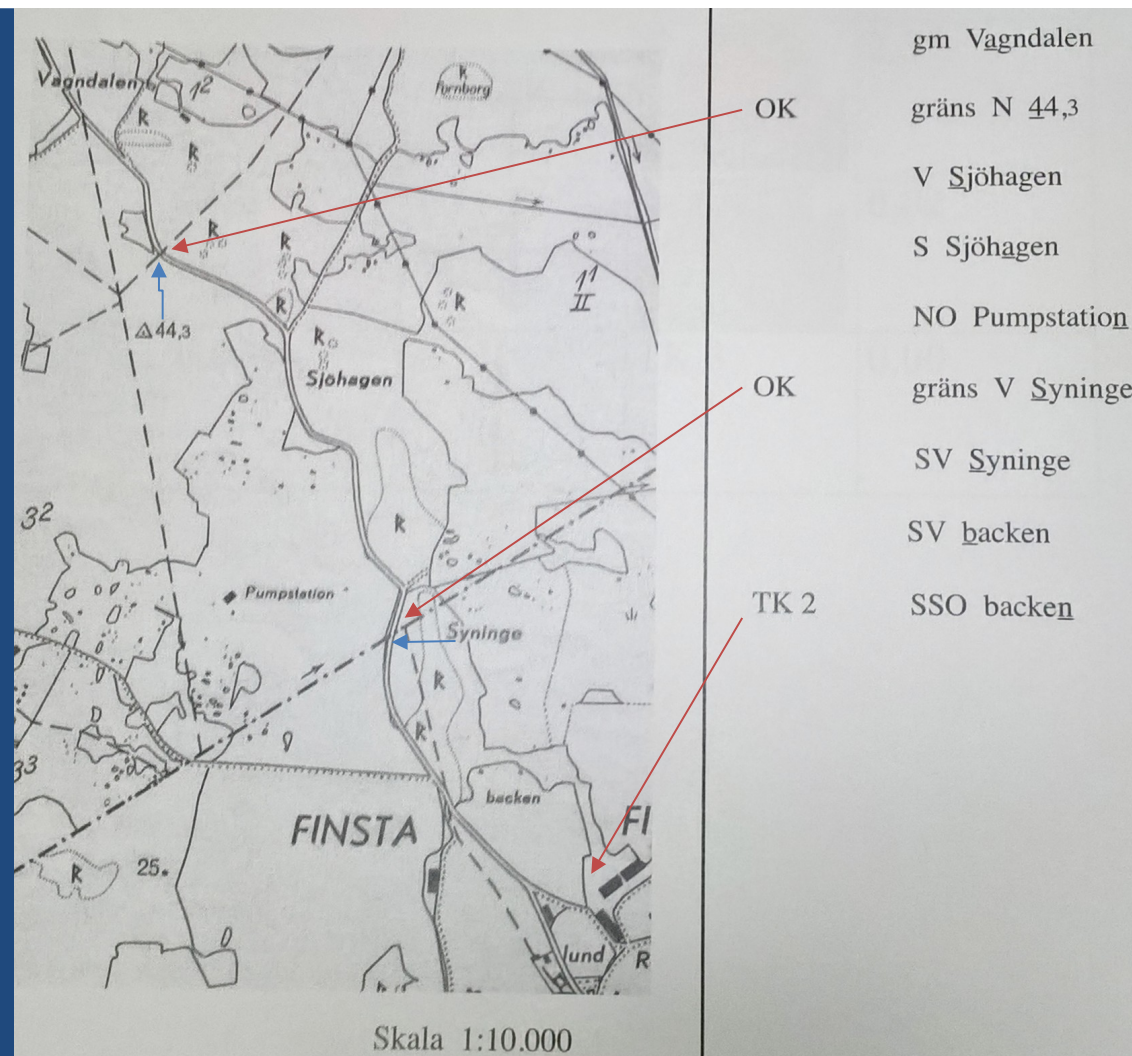 gm Vagndalen
OK gräns N 44,3
V Sjöhagen
S Sjöhagen
NO Pumpstation
OK gräns V Syninge
SV Syninge
SV backen
TK 2 SSO backen
Vagndalen
1²
R
Fornborg
R
R
R
R
R
R
1¹
II
44,3
R
Sjöhagen
3²
R
Pumpstation
Syninge
R
R
33
backen
FINSTA
FI
R
25.
lund
R
Skala 1:10.000